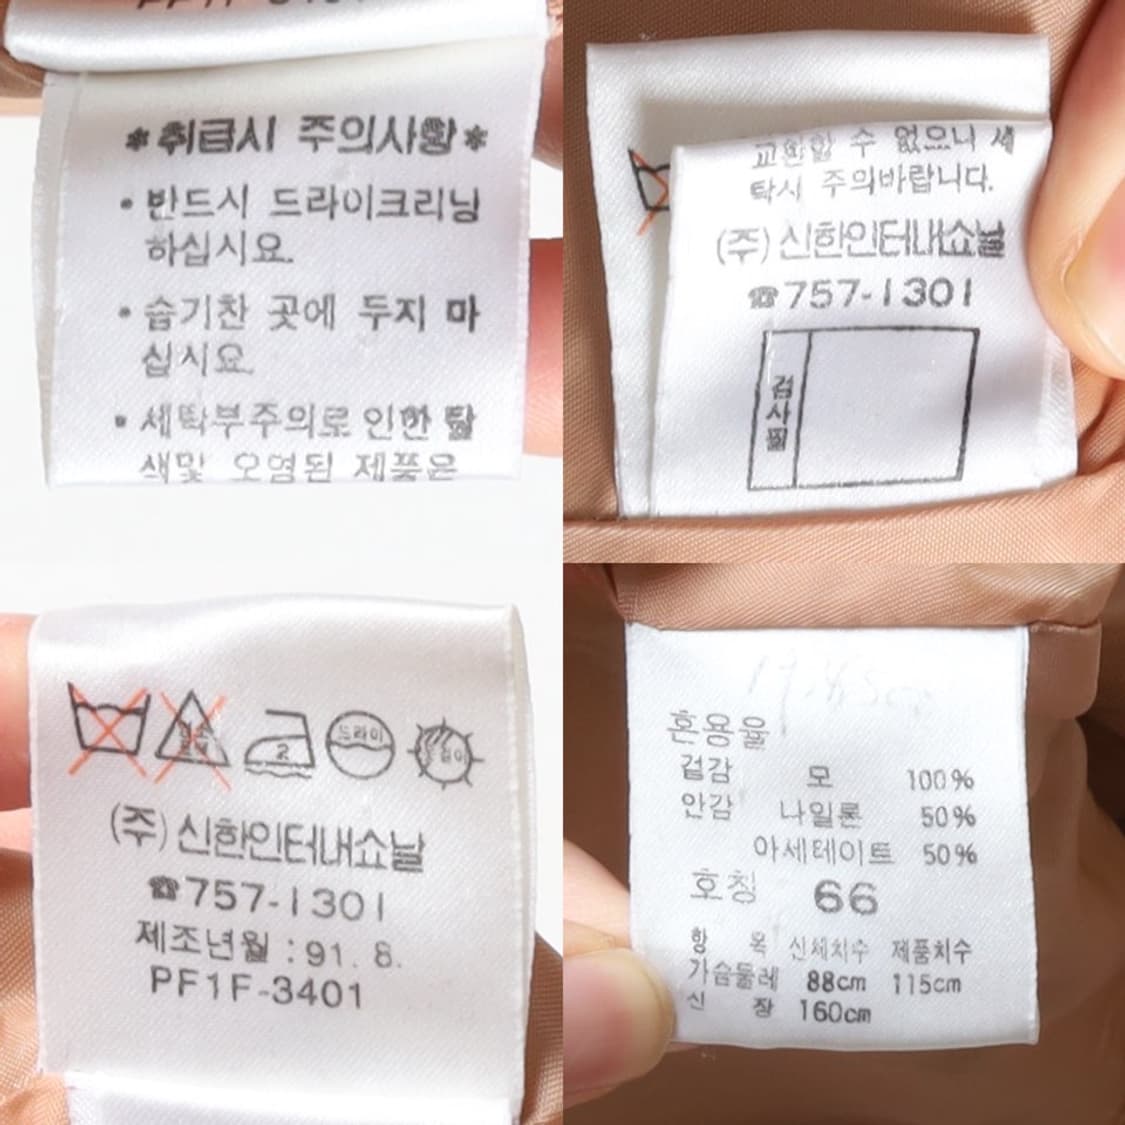 *취급시 주의사항*
• 반드시 드라이크리닝
하십시요.
• 습기찬 곳에 두지 마
십시요.
• 세탁부주의로 인한 탈
색및 오염된 제품은
교환할 수 없으니 세
탁시 주의바랍니다.
(주) 신한인터내쇼날
☎757-1301
검사필
2
드라이
(주) 신한인터내쇼날
☎757-1301
제조년월 : 91. 8.
PF1F-3401
혼용율
겉감 모 100%
안감 나일론 50%
아세테이트 50%
호칭 66
항 목 신체치수 제품치수
가슴둘레 88cm 115cm
신 장 160cm